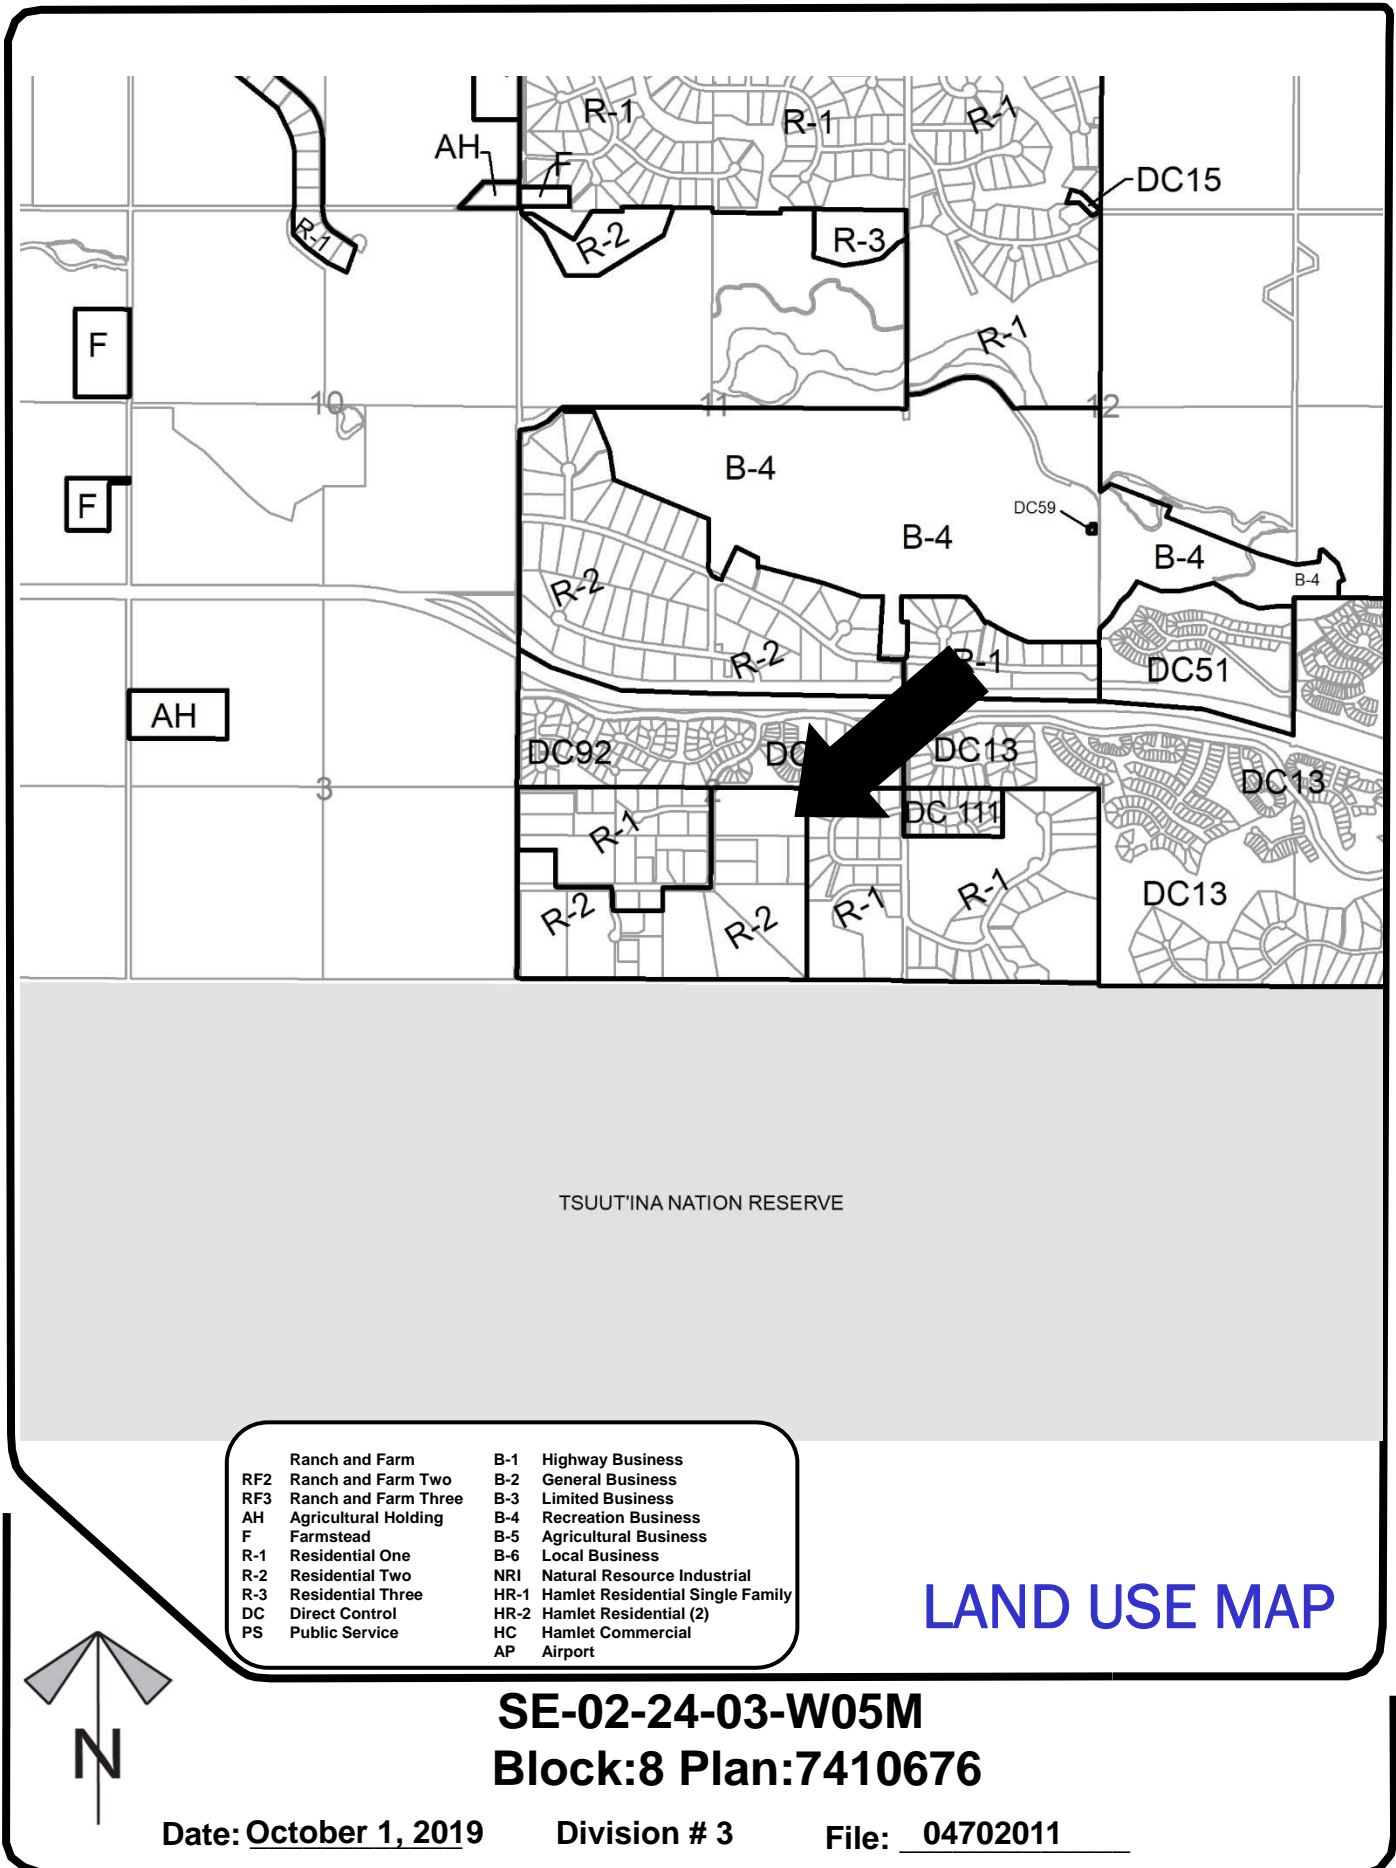 R-1
R-1
R-1
AH
F
DC15
R-1
R-2
R-3
R-1
F
10
11
12
B-4
F
DC59
B-4
B-4
B-4
R-2
R-2
R-1
DC51
AH
DC92
DC
DC13
DC13
3
2
R-1
DC 111
R-2
R-2
R-1
R-1
DC13
TSUUT'INA NATION RESERVE
Ranch and Farm
RF2 Ranch and Farm Two
RF3 Ranch and Farm Three
AH Agricultural Holding
F Farmstead
R-1 Residential One
R-2 Residential Two
R-3 Residential Three
DC Direct Control
PS Public Service
B-1 Highway Business
B-2 General Business
B-3 Limited Business
B-4 Recreation Business
B-5 Agricultural Business
B-6 Local Business
NRI Natural Resource Industrial
HR-1 Hamlet Residential Single Family
HR-2 Hamlet Residential (2)
HC Hamlet Commercial
AP Airport
LAND USE MAP
N
SE-02-24-03-W05M
Block:8 Plan:7410676
Date: October 1, 2019 Division # 3 File: 04702011